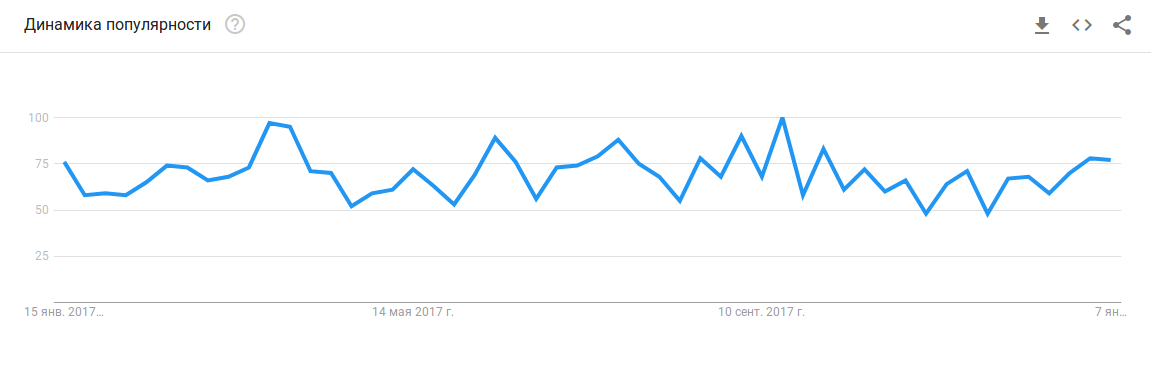 Динамика популярности
100
75
50
25
15 янв. 2017…
14 мая 2017 г.
10 сент. 2017 г.
7 ян…